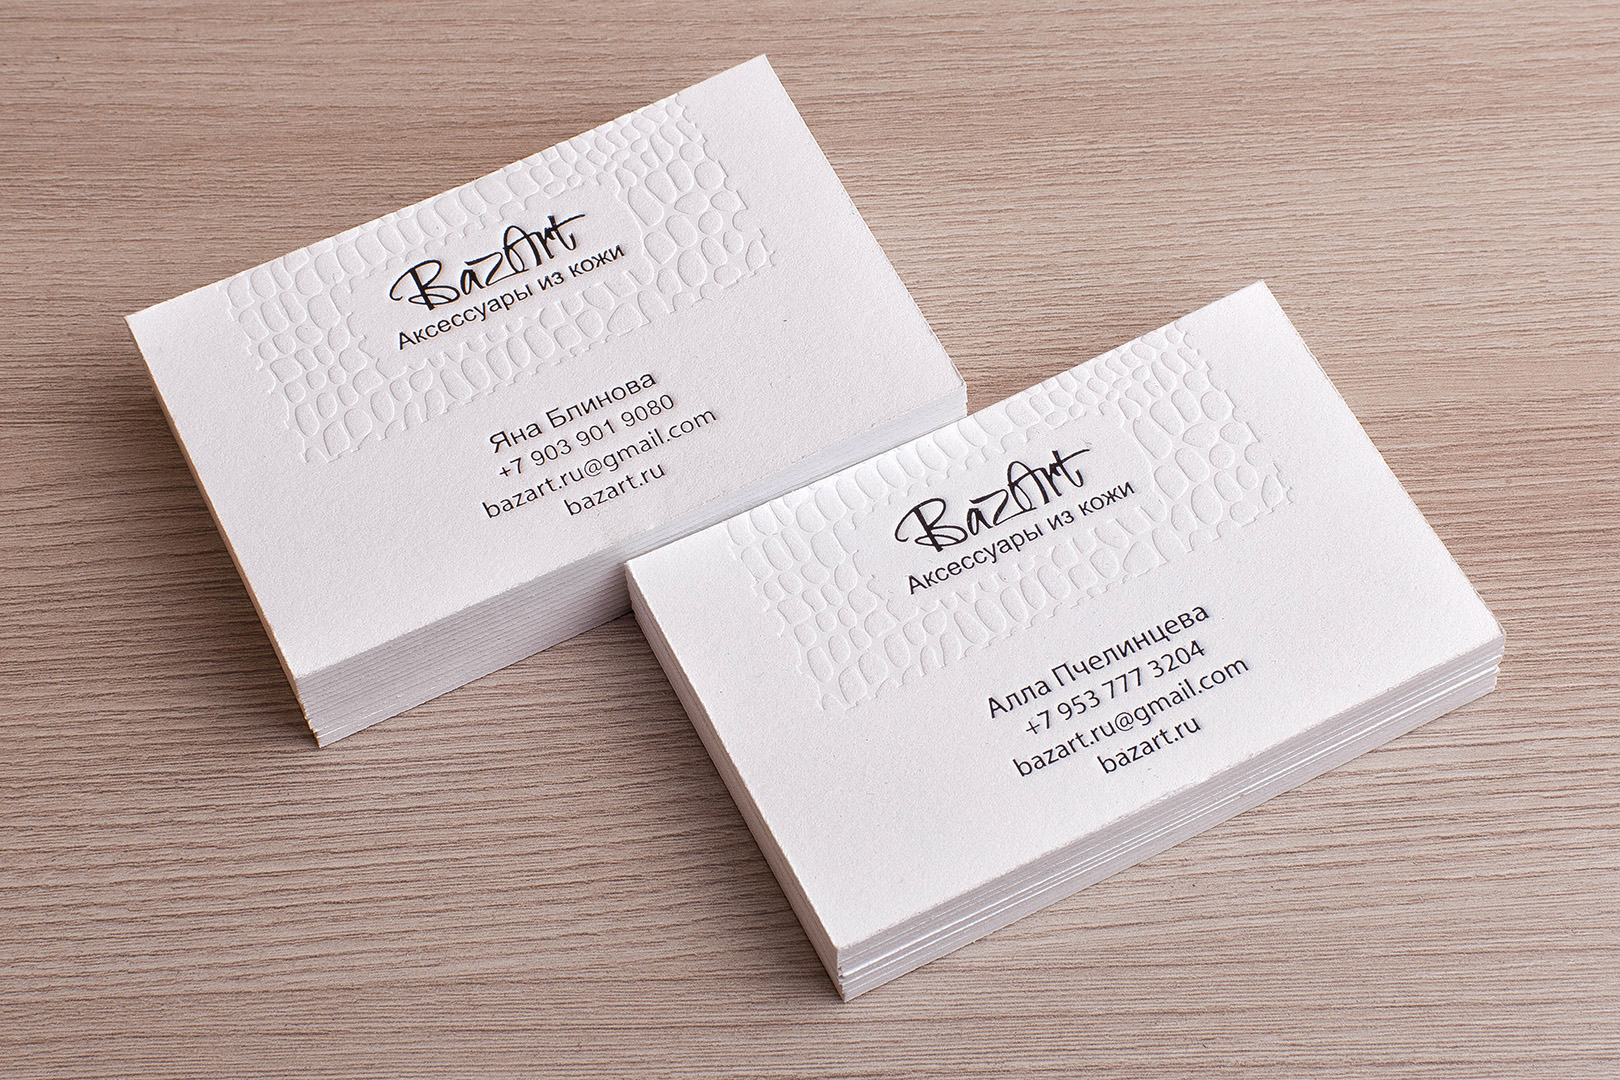 BazArt
Аксессуары из кожи
Яна Блинова
+7 903 901 9080
bazart.ru@gmail.com
bazart.ru
BazArt
Аксессуары из кожи
Алла Пчелинцева
+7 953 777 3204
bazart.ru@gmail.com
bazart.ru